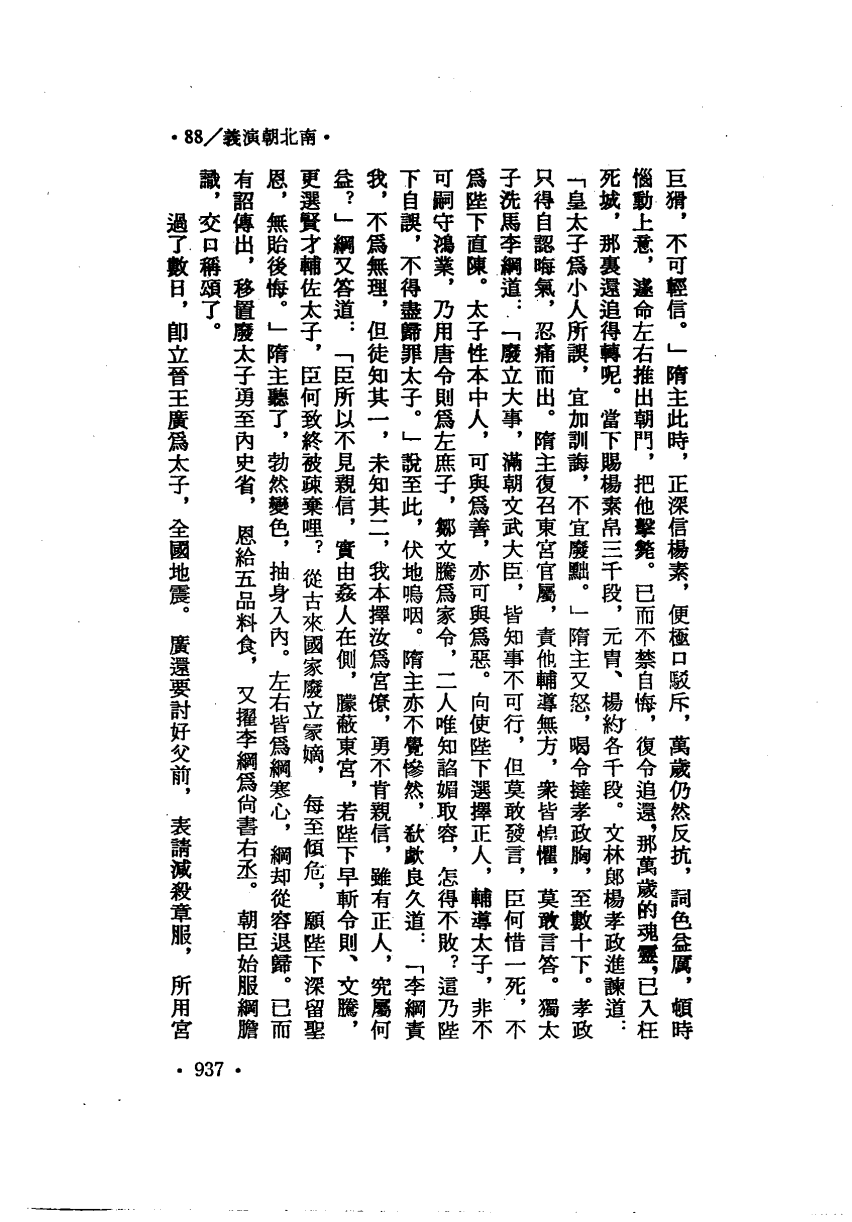 ·88/義演朝北南·
巨猾，不可輕信。」隋主此時，正深信楊素，便極口駁斥，萬歲仍然反抗，詞色益厲，頓時
惱動上意，遽命左右推出朝門，把他擊斃。已而不禁自悔，復令追還，那萬歲的魂靈，已入枉
死城，那裏還追得轉呢。當下賜楊素帛三千段，元冑、楊約各千段。文林郎楊孝政進諫道：
「皇太子爲小人所誤，宜加訓誨，不宜廢黜。」隋主又怒，喝令撻孝政胸，至數十下。孝政
只得自認晦氣，忍痛而出。隋主復召東宮官屬，責他輔導無方，衆皆惶懼，莫敢言答。獨太
子洗馬李綱道：「廢立大事，滿朝文武大臣，皆知事不可行，但莫敢發言，臣何惜一死，不
爲陛下直陳。太子性本中人，可與爲善，亦可與爲惡。向使陛下選擇正人，輔導太子，非不
可嗣守鴻業，乃用唐令則爲左庶子，鄒文騰爲家令，二人唯知諂媚取容，怎得不敗？這乃陛
下自誤，不得盡歸罪太子。」說至此，伏地嗚咽。隋主亦不覺慘然，欷歔良久道：「李綱責
我，不爲無理，但徒知其一，未知其二，我本擇汝爲宮僚，勇不肯親信，雖有正人，究屬何
益？」綱又答道：「臣所以不見親信，實由姦人在側，朦蔽東宮，若陛下早斬令則、文騰，
更選賢才輔佐太子，臣何致終被疎棄哩？從古來國家廢立冡嫡，每至傾危，願陛下深留聖
恩，無貽後悔。」隋主聽了，勃然變色，抽身入內。左右皆爲綱寒心，綱却從容退歸。已而
有詔傳出，移置廢太子勇至內史省，恩給五品料食，又擢李綱爲尙書右丞。朝臣始服綱膽
識，交口稱頌了。
過了數日，卽立晉王廣爲太子，全國地震。廣還要討好父前，表請減殺章服，所用宮
·937·